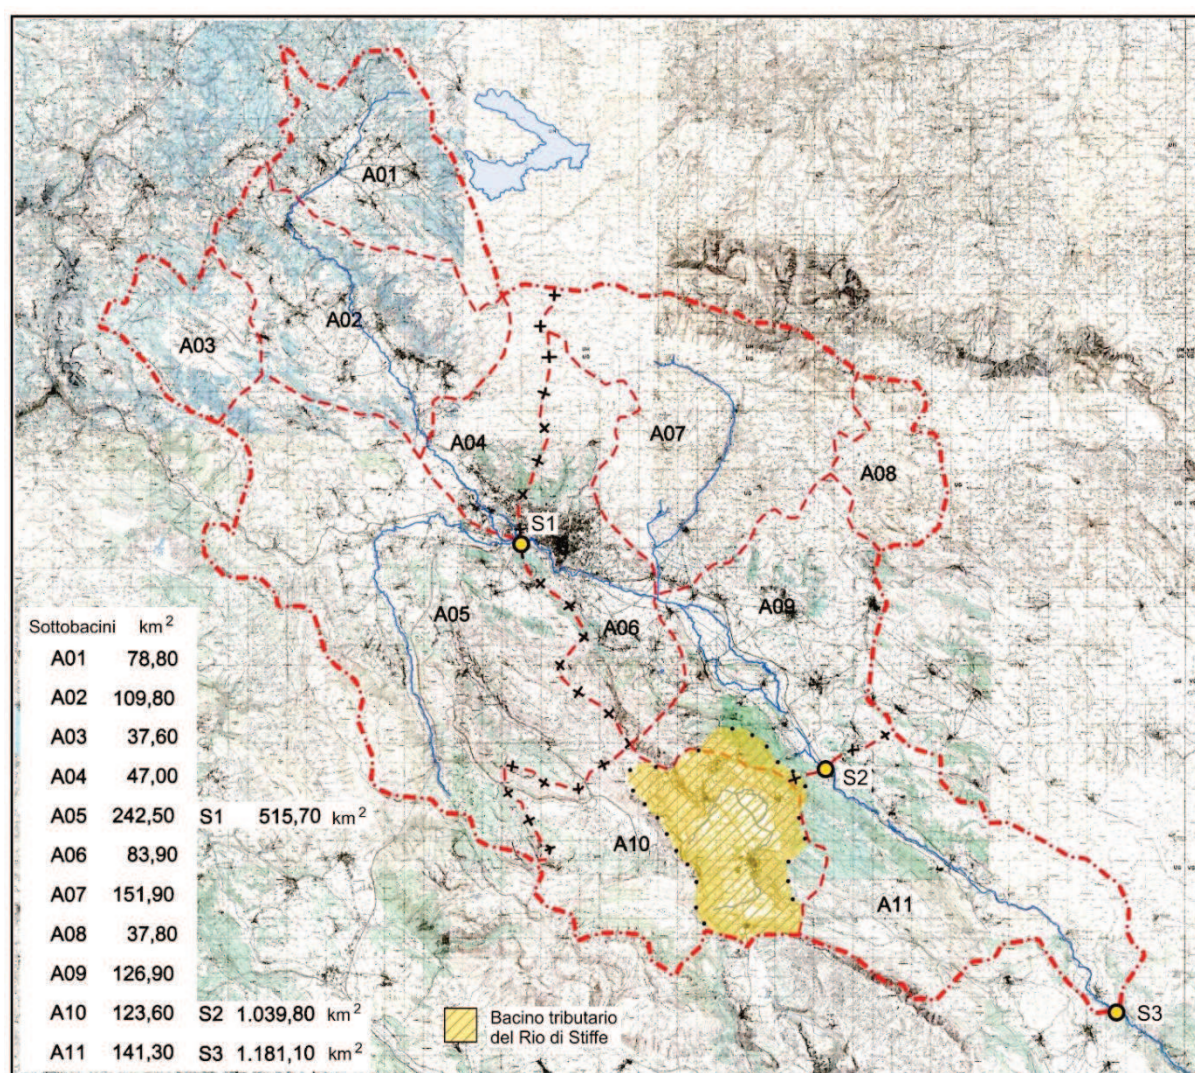 A01
A02
A03
A04
A07
A08
S1
A05
A06
A09
S2
A10
A11
S3
Sottobacini km²
A01 78,80
A02 109,80
A03 37,60
A04 47,00
A05 242,50 S1 515,70 km²
A06 83,90
A07 151,90
A08 37,80
A09 126,90
A10 123,60 S2 1.039,80 km²
A11 141,30 S3 1.181,10 km²
Bacino tributario
del Rio di Stiffe